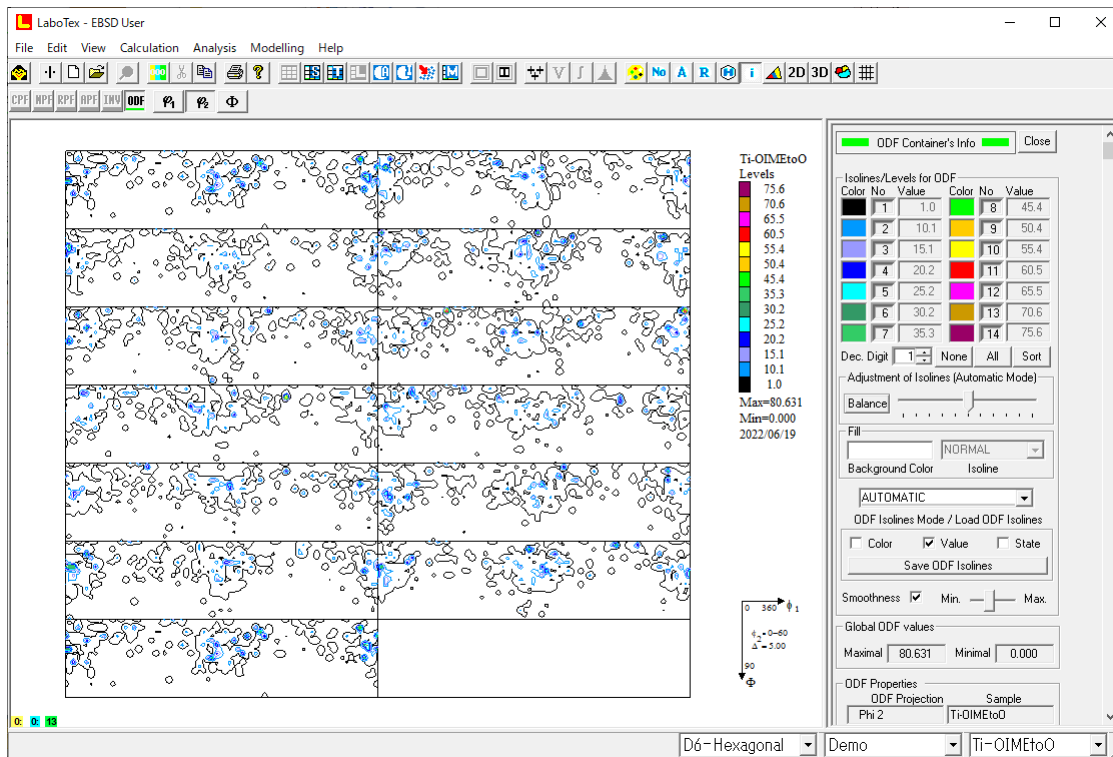 LaboTex - EBSD User
File Edit View Calculation Analysis Modelling Help
No A R H i 2D 3D
CPF NPF RPF APF INV ODF φ1 φ2 Φ
Ti-OIMEtoO
Levels
75.6
70.6
65.5
60.5
55.4
50.4
45.4
35.3
30.2
25.2
20.2
15.1
10.1
1.0
Max=80.631
Min=0.000
2022/06/19
0 360 ϕ1
ϕ2=0-60
Δ=5.00
90
Φ
0: 0: 13
ODF Container's Info Close
Isolines/Levels for ODF
Color No Value Color No Value
1 1.0 8 45.4
2 10.1 9 50.4
3 15.1 10 55.4
4 20.2 11 60.5
5 25.2 12 65.5
6 30.2 13 70.6
7 35.3 14 75.6
Dec. Digit 1 None All Sort
Adjustment of Isolines (Automatic Mode)
Balance
Fill
NORMAL
Background Color Isoline
AUTOMATIC
ODF Isolines Mode / Load ODF Isolines
Color Value State
Save ODF Isolines
Smoothness Min. Max.
Global ODF values
Maximal 80.631 Minimal 0.000
ODF Properties
ODF Projection Sample
Phi 2 Ti-OIMEtoO
D6-Hexagonal Demo Ti-OIMEtoO